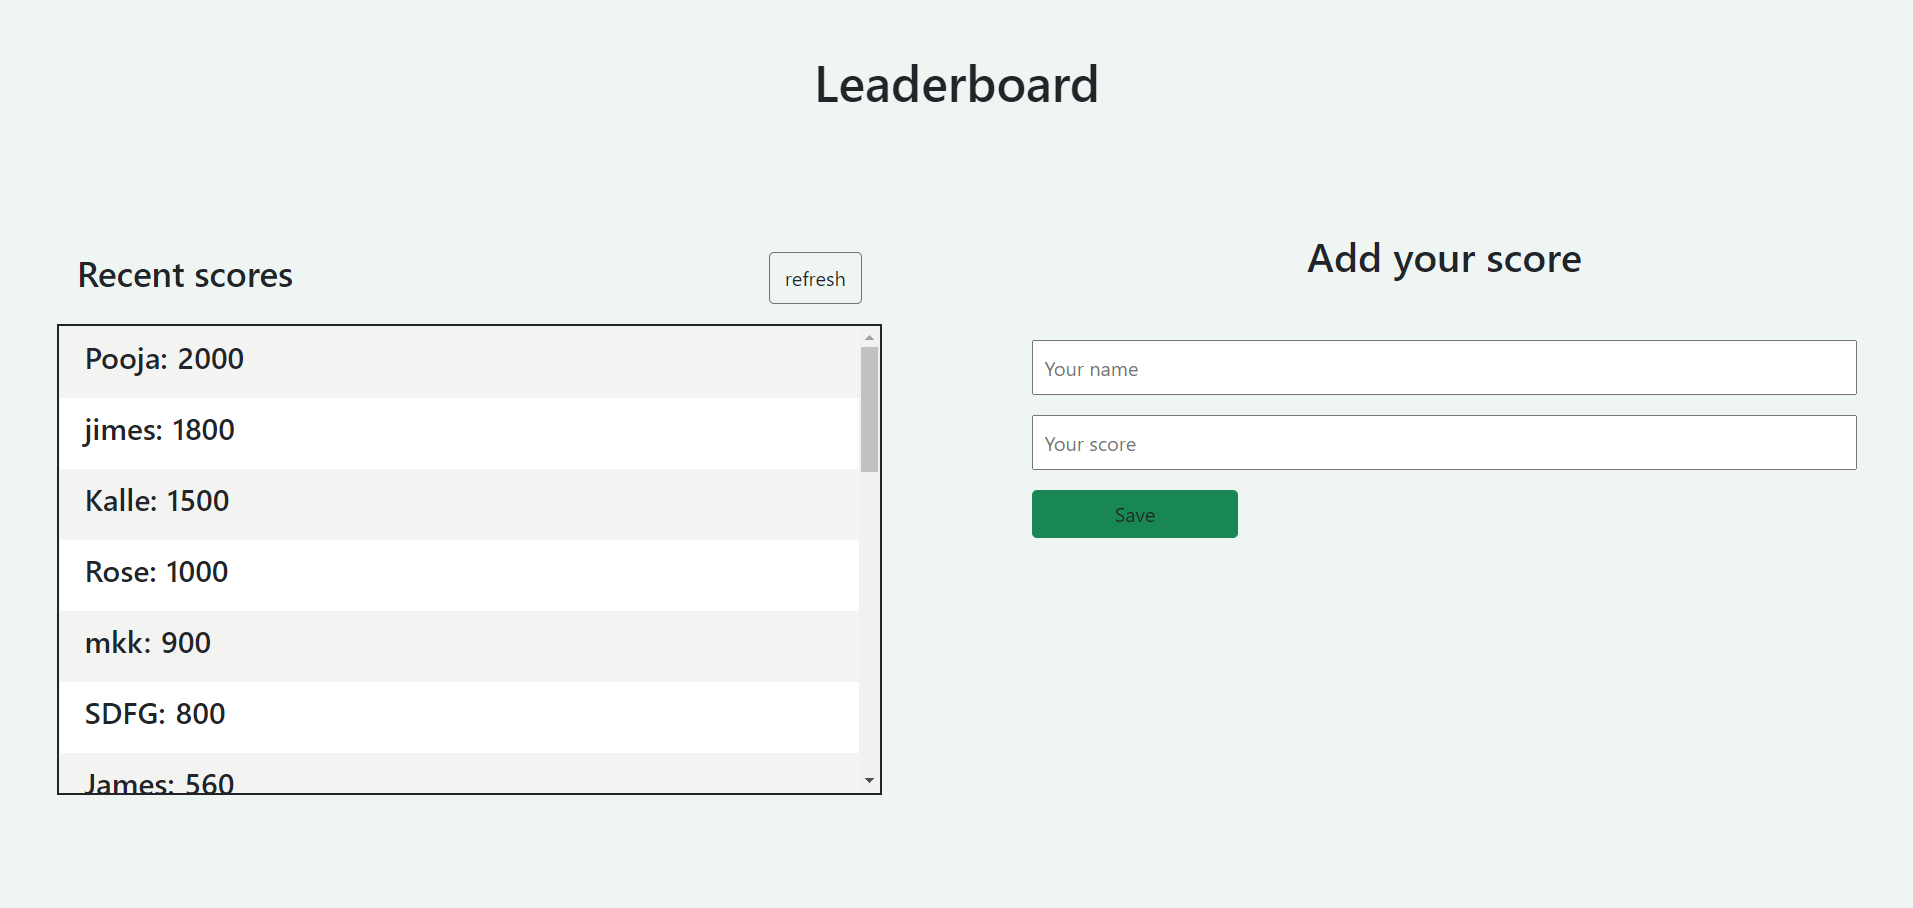 Leaderboard
Recent scores
refresh
Pooja: 2000
jimes: 1800
Kalle: 1500
Rose: 1000
mkk: 900
SDFG: 800
James: 560
Add your score
Your name
Your score
Save